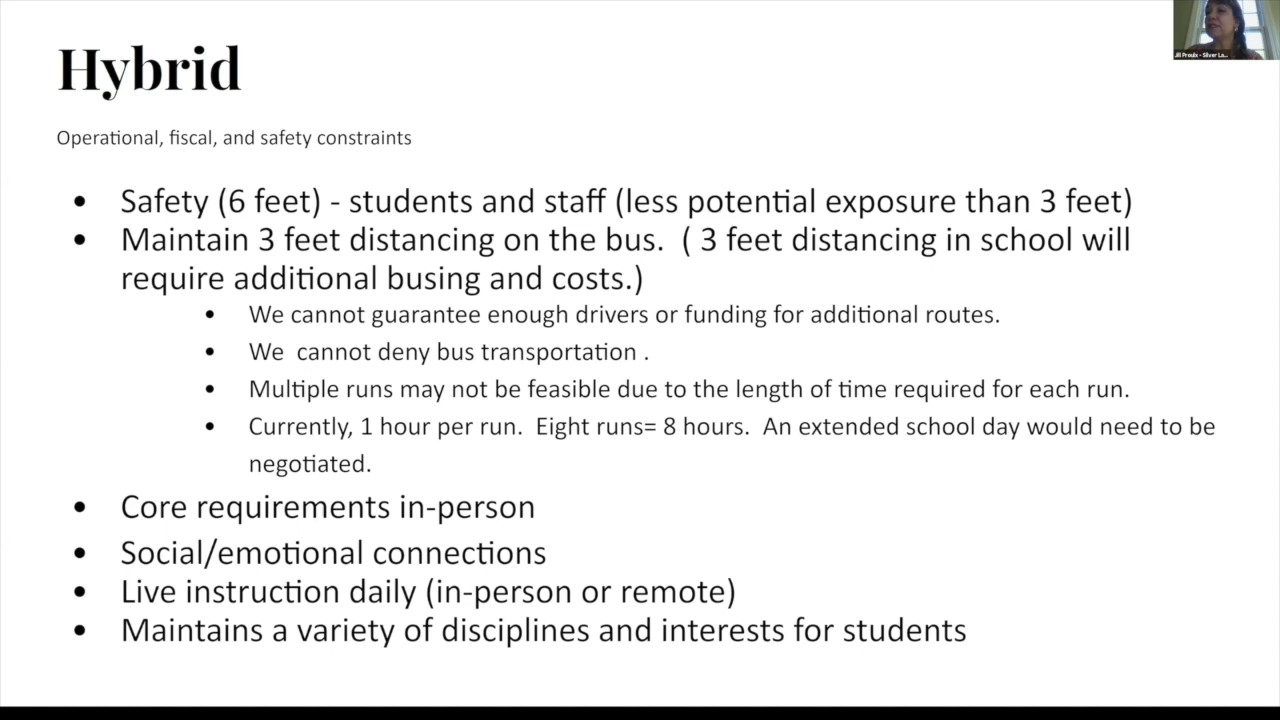 Hybrid
Jill Proulx - Silver La...
Operational, fiscal, and safety constraints
• Safety (6 feet) - students and staff (less potential exposure than 3 feet)
• Maintain 3 feet distancing on the bus.  ( 3 feet distancing in school will
require additional busing and costs.)
• We cannot guarantee enough drivers or funding for additional routes.
• We  cannot deny bus transportation .
• Multiple runs may not be feasible due to the length of time required for each run.
• Currently, 1 hour per run.  Eight runs= 8 hours.  An extended school day would need to be
negotiated.
• Core requirements in-person
• Social/emotional connections
• Live instruction daily (in-person or remote)
• Maintains a variety of disciplines and interests for students